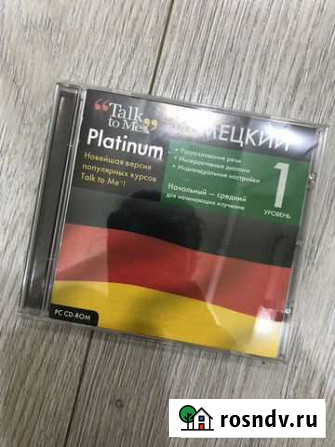 “Talk
to Me”
Platinum
НЕМЕЦКИЙ
Новейшая версия
популярных курсов
Talk to Me™!
• Распознавание речи
• Интерактивные диалоги
• Индивидуальные настройки
1
УРОВЕНЬ
Начальный — средний
для начинающих изучение
PC CD-ROM
rosndv.ru